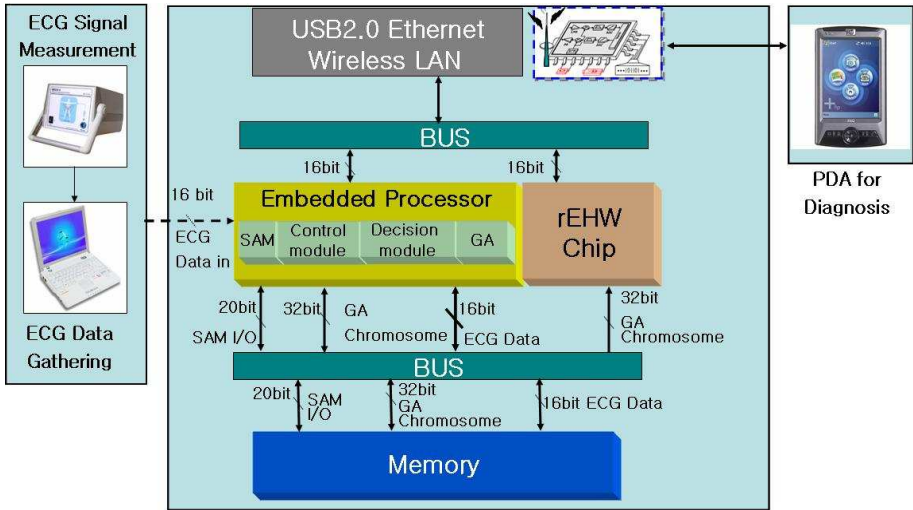 ECG Signal
Measurement
ECG Data
Gathering
USB2.0 Ethernet
Wireless LAN
BUS
16bit
16bit
16 bit
ECG
Data in
Embedded Processor
SAM
Control
module
Decision
module
GA
rEHW
Chip
20bit
SAM I/O
32bit
GA
Chromosome
16bit
ECG Data
32bit
GA
Chromosome
BUS
20bit
SAM
I/O
32bit
GA
Chromosome
16bit ECG Data
Memory
PDA for
Diagnosis